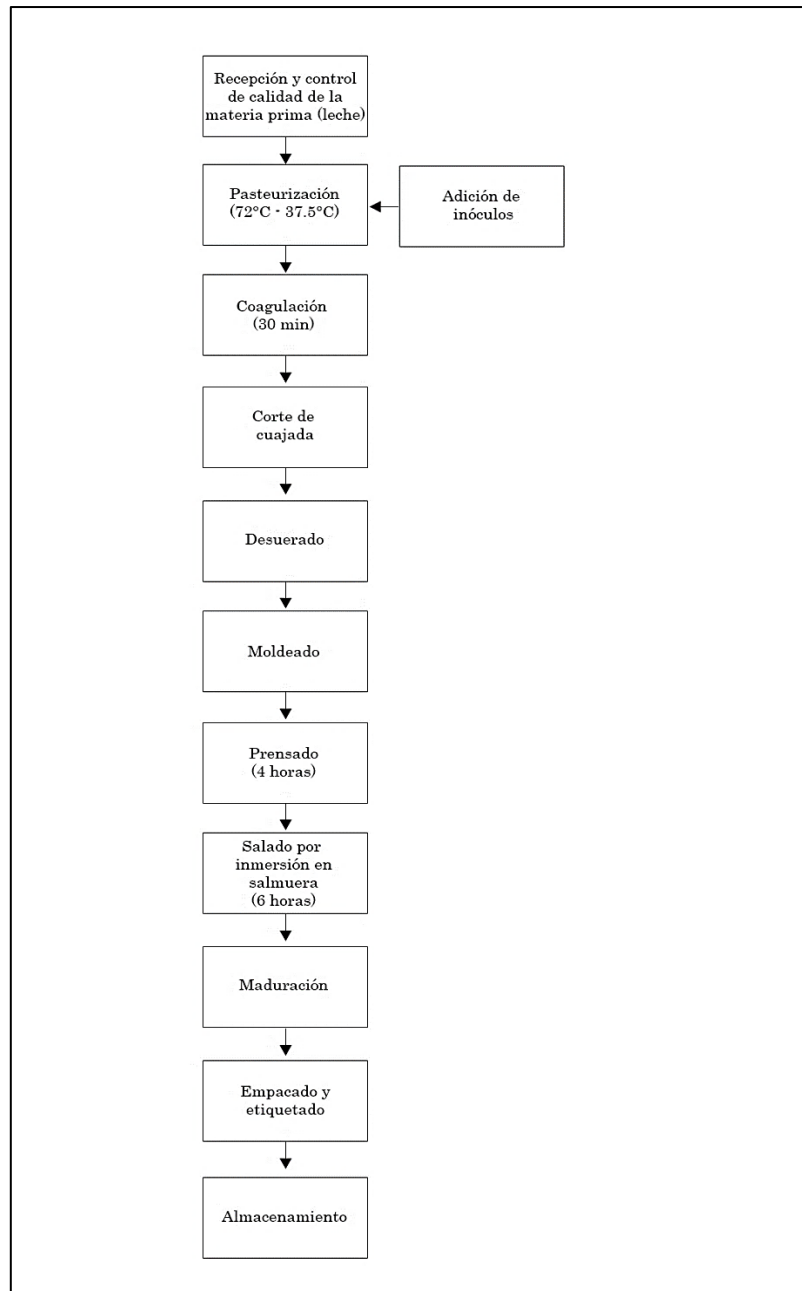 Recepción y control
de calidad de la
materia prima (leche)
Pasteurización
(72°C - 37.5°C)
Adición de
inóculos
Coagulación
(30 min)
Corte de
cuajada
Desuerado
Moldeado
Prensado
(4 horas)
Salado por
inmersión en
salmuera
(6 horas)
Maduración
Empacado y
etiquetado
Almacenamiento